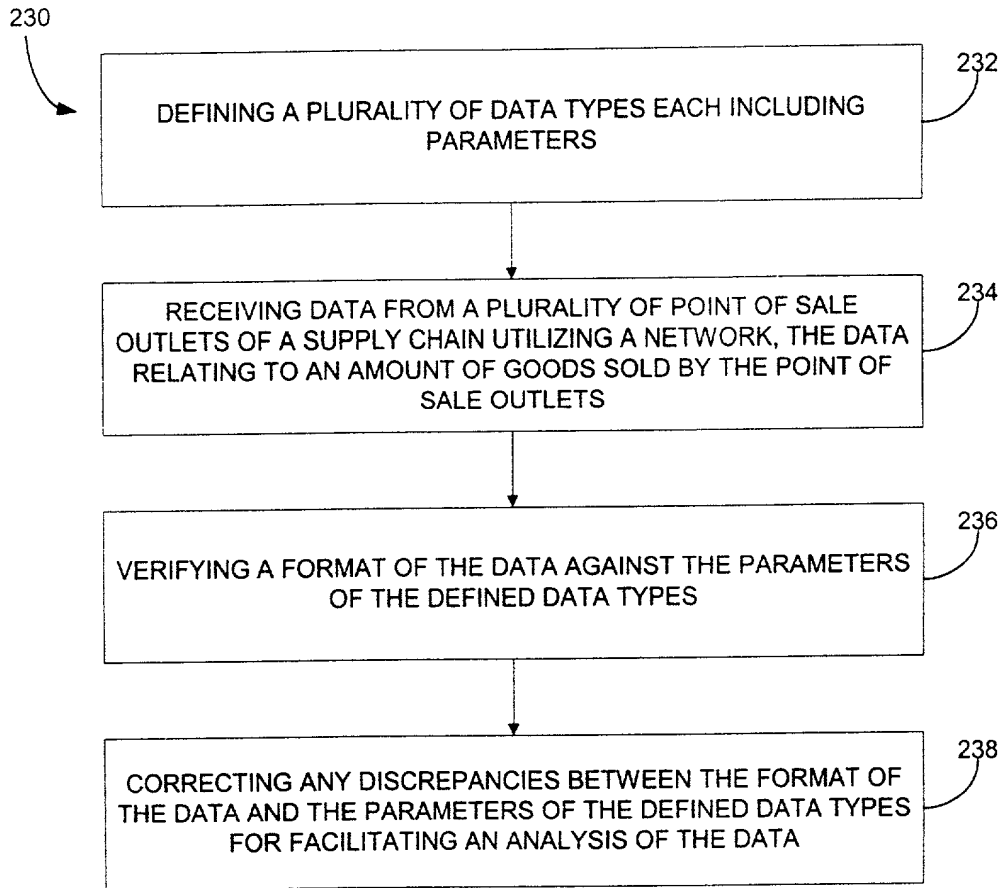 230
232
DEFINING A PLURALITY OF DATA TYPES EACH INCLUDING
PARAMETERS
234
RECEIVING DATA FROM A PLURALITY OF POINT OF SALE
OUTLETS OF A SUPPLY CHAIN UTILIZING A NETWORK, THE DATA
RELATING TO AN AMOUNT OF GOODS SOLD BY THE POINT OF
SALE OUTLETS
236
VERIFYING A FORMAT OF THE DATA AGAINST THE PARAMETERS
OF THE DEFINED DATA TYPES
238
CORRECTING ANY DISCREPANCIES BETWEEN THE FORMAT OF
THE DATA AND THE PARAMETERS OF THE DEFINED DATA TYPES
FOR FACILITATING AN ANALYSIS OF THE DATA